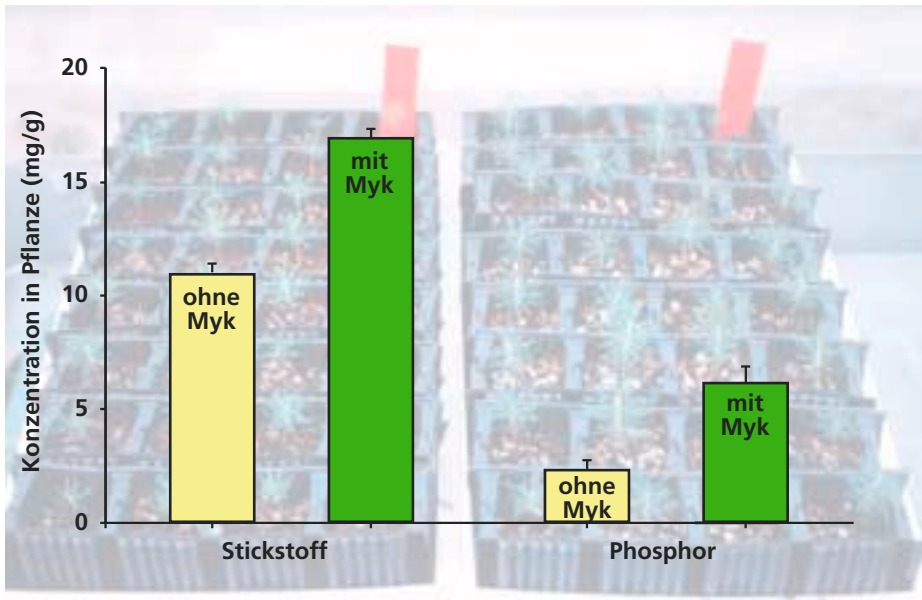 Konzentration in Pflanze (mg/g)
20
15
10
5
0
ohne
Myk
mit
Myk
ohne
Myk
mit
Myk
Stickstoff
Phosphor